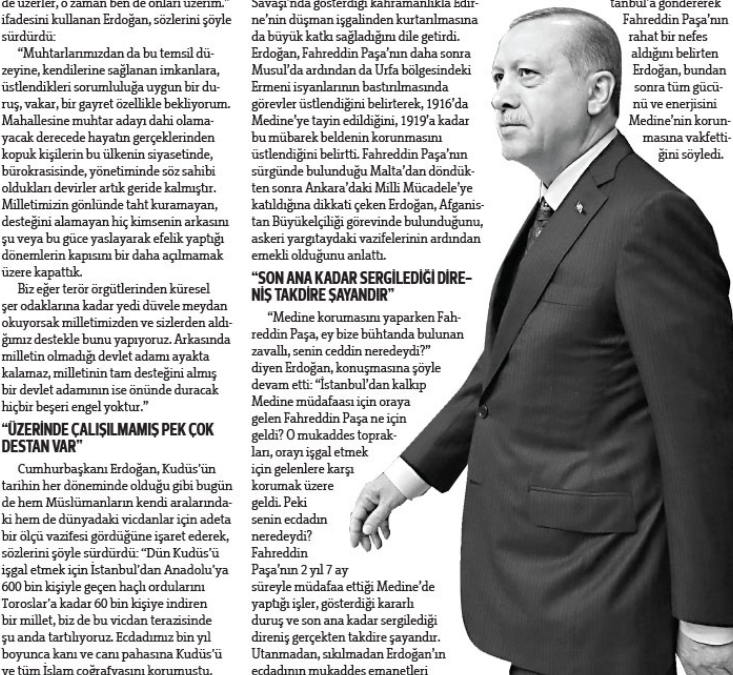 de üzerler, o zaman ben de onları üzerim.”
ifadesini kullanan Erdoğan, sözlerini şöyle
sürdürdü:
“Muhtarlarımızdan da bu temsil dü-
zeyine, kendilerine sağlanan imkanlara,
üstlendikleri sorumluluğa uygun bir du-
ruş, vakar, bir gayret özellikle bekliyorum.
Mahallesine muhtar adayı dahi olama-
yacak derecede hayatın gerçeklerinden
kopuk kişilerin bu ülkenin siyasetinde,
bürokrasisinde, yönetiminde söz sahibi
oldukları devirler artık geride kalmıştır.
Milletimizin gönlünde taht kuramayan,
desteğini alamayan hiç kimsenin arkasını
şu veya bu güce yaslayarak efelik yaptığı
dönemlerin kapısını bir daha açılmamak
üzere kapattık.
Biz eğer terör örgütlerinden küresel
şer odaklarına kadar yedi düvele meydan
okuyorsak milletimizden ve sizlerden aldı-
ğımız destekle bunu yapıyoruz. Arkasında
milletin olmadığı devlet adamı ayakta
kalamaz, milletinin tam desteğini almış
bir devlet adamının ise önünde duracak
hiçbir beşeri engel yoktur.”
“ÜZERİNDE ÇALIŞILMAMIŞ PEK ÇOK
DESTAN VAR”
Cumhurbaşkanı Erdoğan, Kudüs’ün
tarihin her döneminde olduğu gibi bugün
de hem Müslümanların kendi aralarında-
ki hem de dünyadaki vicdanlar için adeta
bir ölçü vazifesi gördüğüne işaret ederek,
sözlerini şöyle sürdürdü: “Dün Kudüs’ü
işgal etmek için İstanbul’dan Anadolu’ya
600 bin kişiyle geçen haçlı ordularını
Toroslar’a kadar 60 bin kişiye indiren
bir millet, biz de bu vicdan terazisinde
şu anda tartılıyoruz. Ecdadımız bin yıl
boyunca kanı ve canı pahasına Kudüs’ü
ve tüm İslam coğrafyasını korumuştu.
Savaşı’nda gösterdiği kahramanlıkla Edir-
ne’nin düşman işgalinden kurtarılmasına
da büyük katkı sağladığını dile getirdi.
Erdoğan, Fahreddin Paşa’nın daha sonra
Musul’da ardından da Urfa bölgesindeki
Ermeni isyanlarının bastırılmasında
görevler üstlendiğini belirterek, 1916’da
Medine’ye tayin edildiğini, 1919’a kadar
bu mübarek beldenin korunmasını
üstlendiğini belirtti. Fahreddin Paşa’nın
sürgünde bulunduğu Malta’dan döndük-
ten sonra Ankara’daki Milli Mücadele’ye
katıldığına dikkati çeken Erdoğan, Afganis-
tan Büyükelçiliği görevinde bulunduğunu,
askeri yargıtaydaki vazifelerinin ardından
emekli olduğunu anlattı.
“SON ANA KADAR SERGİLEDİĞİ DİRE-
NİŞ TAKDİRE ŞAYANDIR”
“Medine korumasını yaparken Fah-
reddin Paşa, ey bize bühtanda bulunan
zavallı, senin ceddin neredeydi?”
diyen Erdoğan, konuşmasına şöyle
devam etti: “İstanbul’dan kalkıp
Medine müdafaası için oraya
gelen Fahreddin Paşa ne için
geldi? O mukaddes toprak-
ları, orayı işgal etmek
için gelenlere karşı
korumak üzere
geldi. Peki
senin ecdadın
neredeydi?
Fahreddin
Paşa’nın 2 yıl 7 ay
süreyle müdafaa ettiği Medine’de
yaptığı işler, gösterdiği kararlı
duruş ve son ana kadar sergilediği
direniş gerçekten takdire şayandır.
Utanmadan, sıkılmadan Erdoğan’ın
ecdadının mukaddes emanetleri
tanbul’a göndererek
Fahreddin Paşa’nın
rahat bir nefes
aldığını belirten
Erdoğan, bundan
sonra tüm gücü-
nü ve enerjisini
Medine’nin korun-
masına vakfetti-
ğini söyledi.